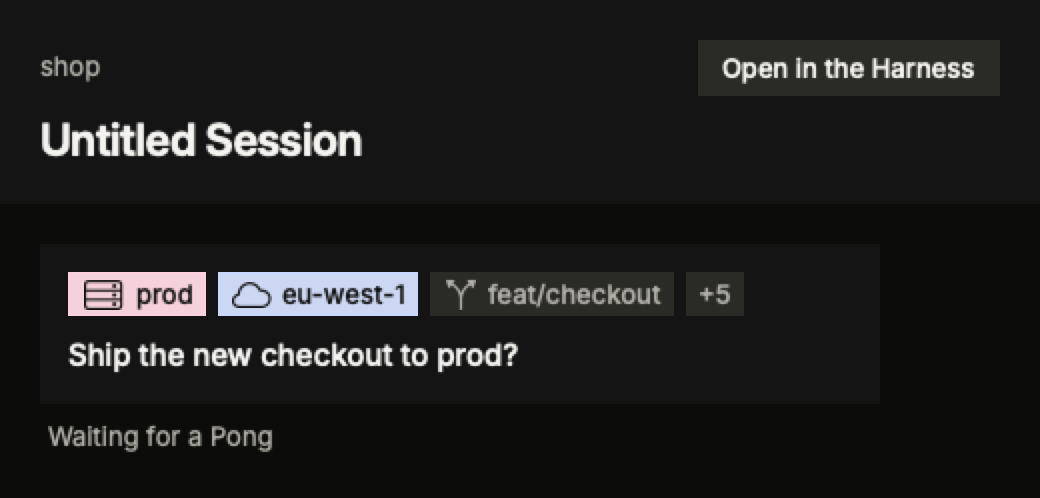 shop
Open in the Harness
Untitled Session
prod
eu-west-1
feat/checkout
+5
Ship the new checkout to prod?
Waiting for a Pong